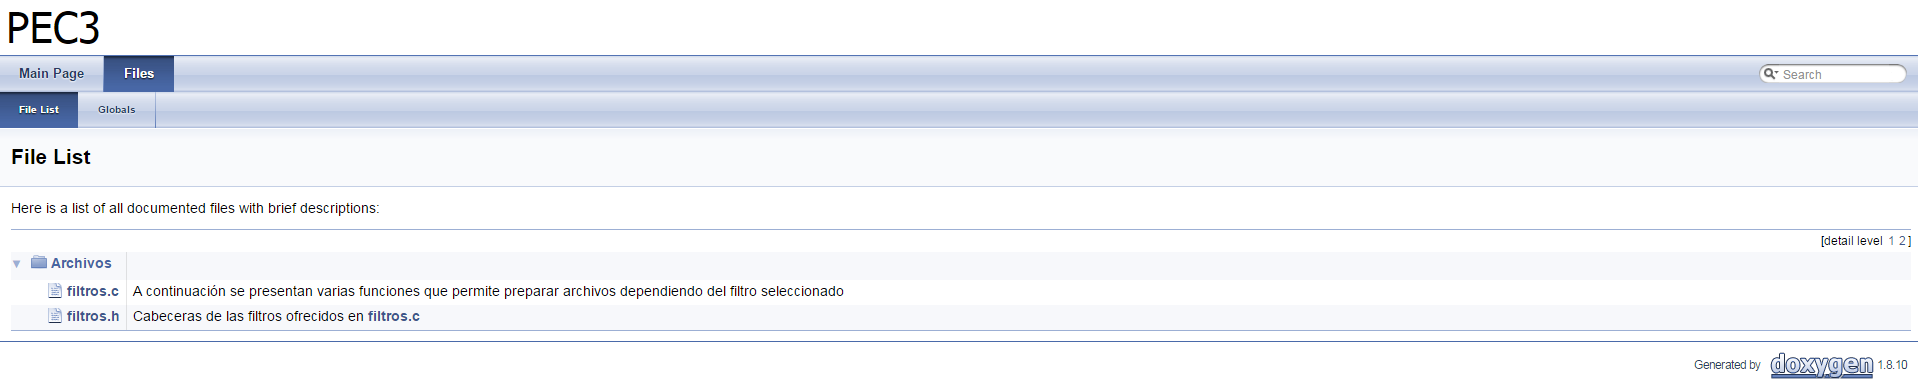 PEC3
Main Page Files Search
File List Globals
File List
Here is a list of all documented files with brief descriptions:
[detail level 1 2]
Archivos
filtros.c A continuación se presentan varias funciones que permite preparar archivos dependiendo del filtro seleccionado
filtros.h Cabeceras de las filtros ofrecidos en filtros.c
Generated by doxygen 1.8.10